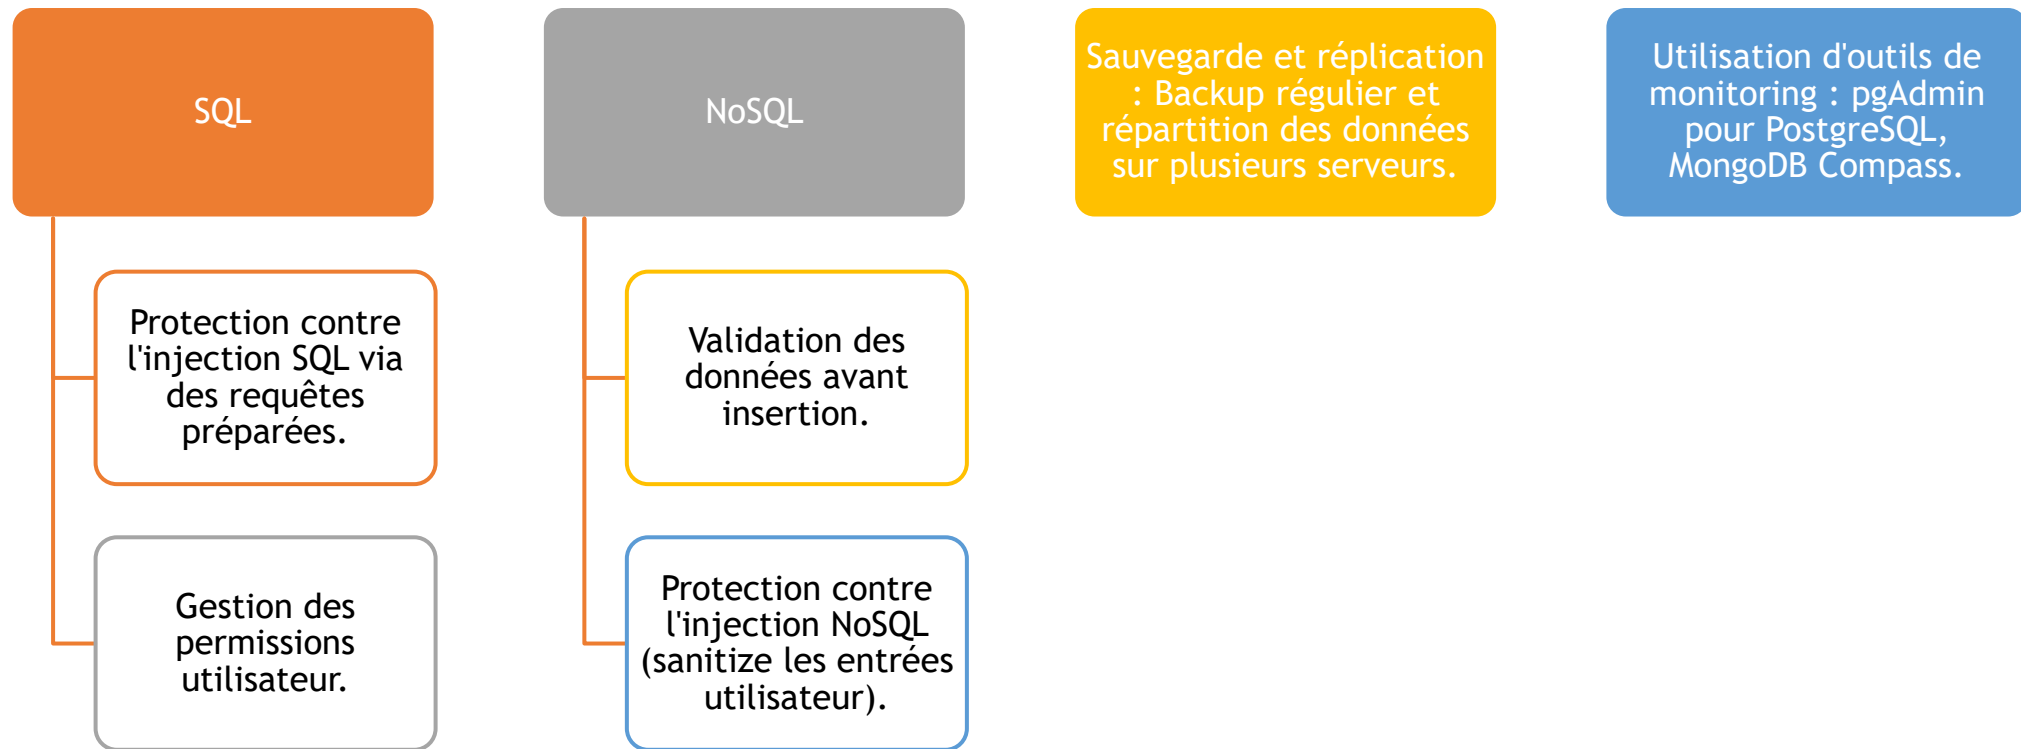 SQL
Protection contre
l'injection SQL via
des requêtes
préparées.
Gestion des
permissions
utilisateur.
NoSQL
Validation des
données avant
insertion.
Protection contre
l'injection NoSQL
(sanitize les entrées
utilisateur).
Sauvegarde et réplication
: Backup régulier et
répartition des données
sur plusieurs serveurs.
Utilisation d'outils de
monitoring : pgAdmin
pour PostgreSQL,
MongoDB Compass.